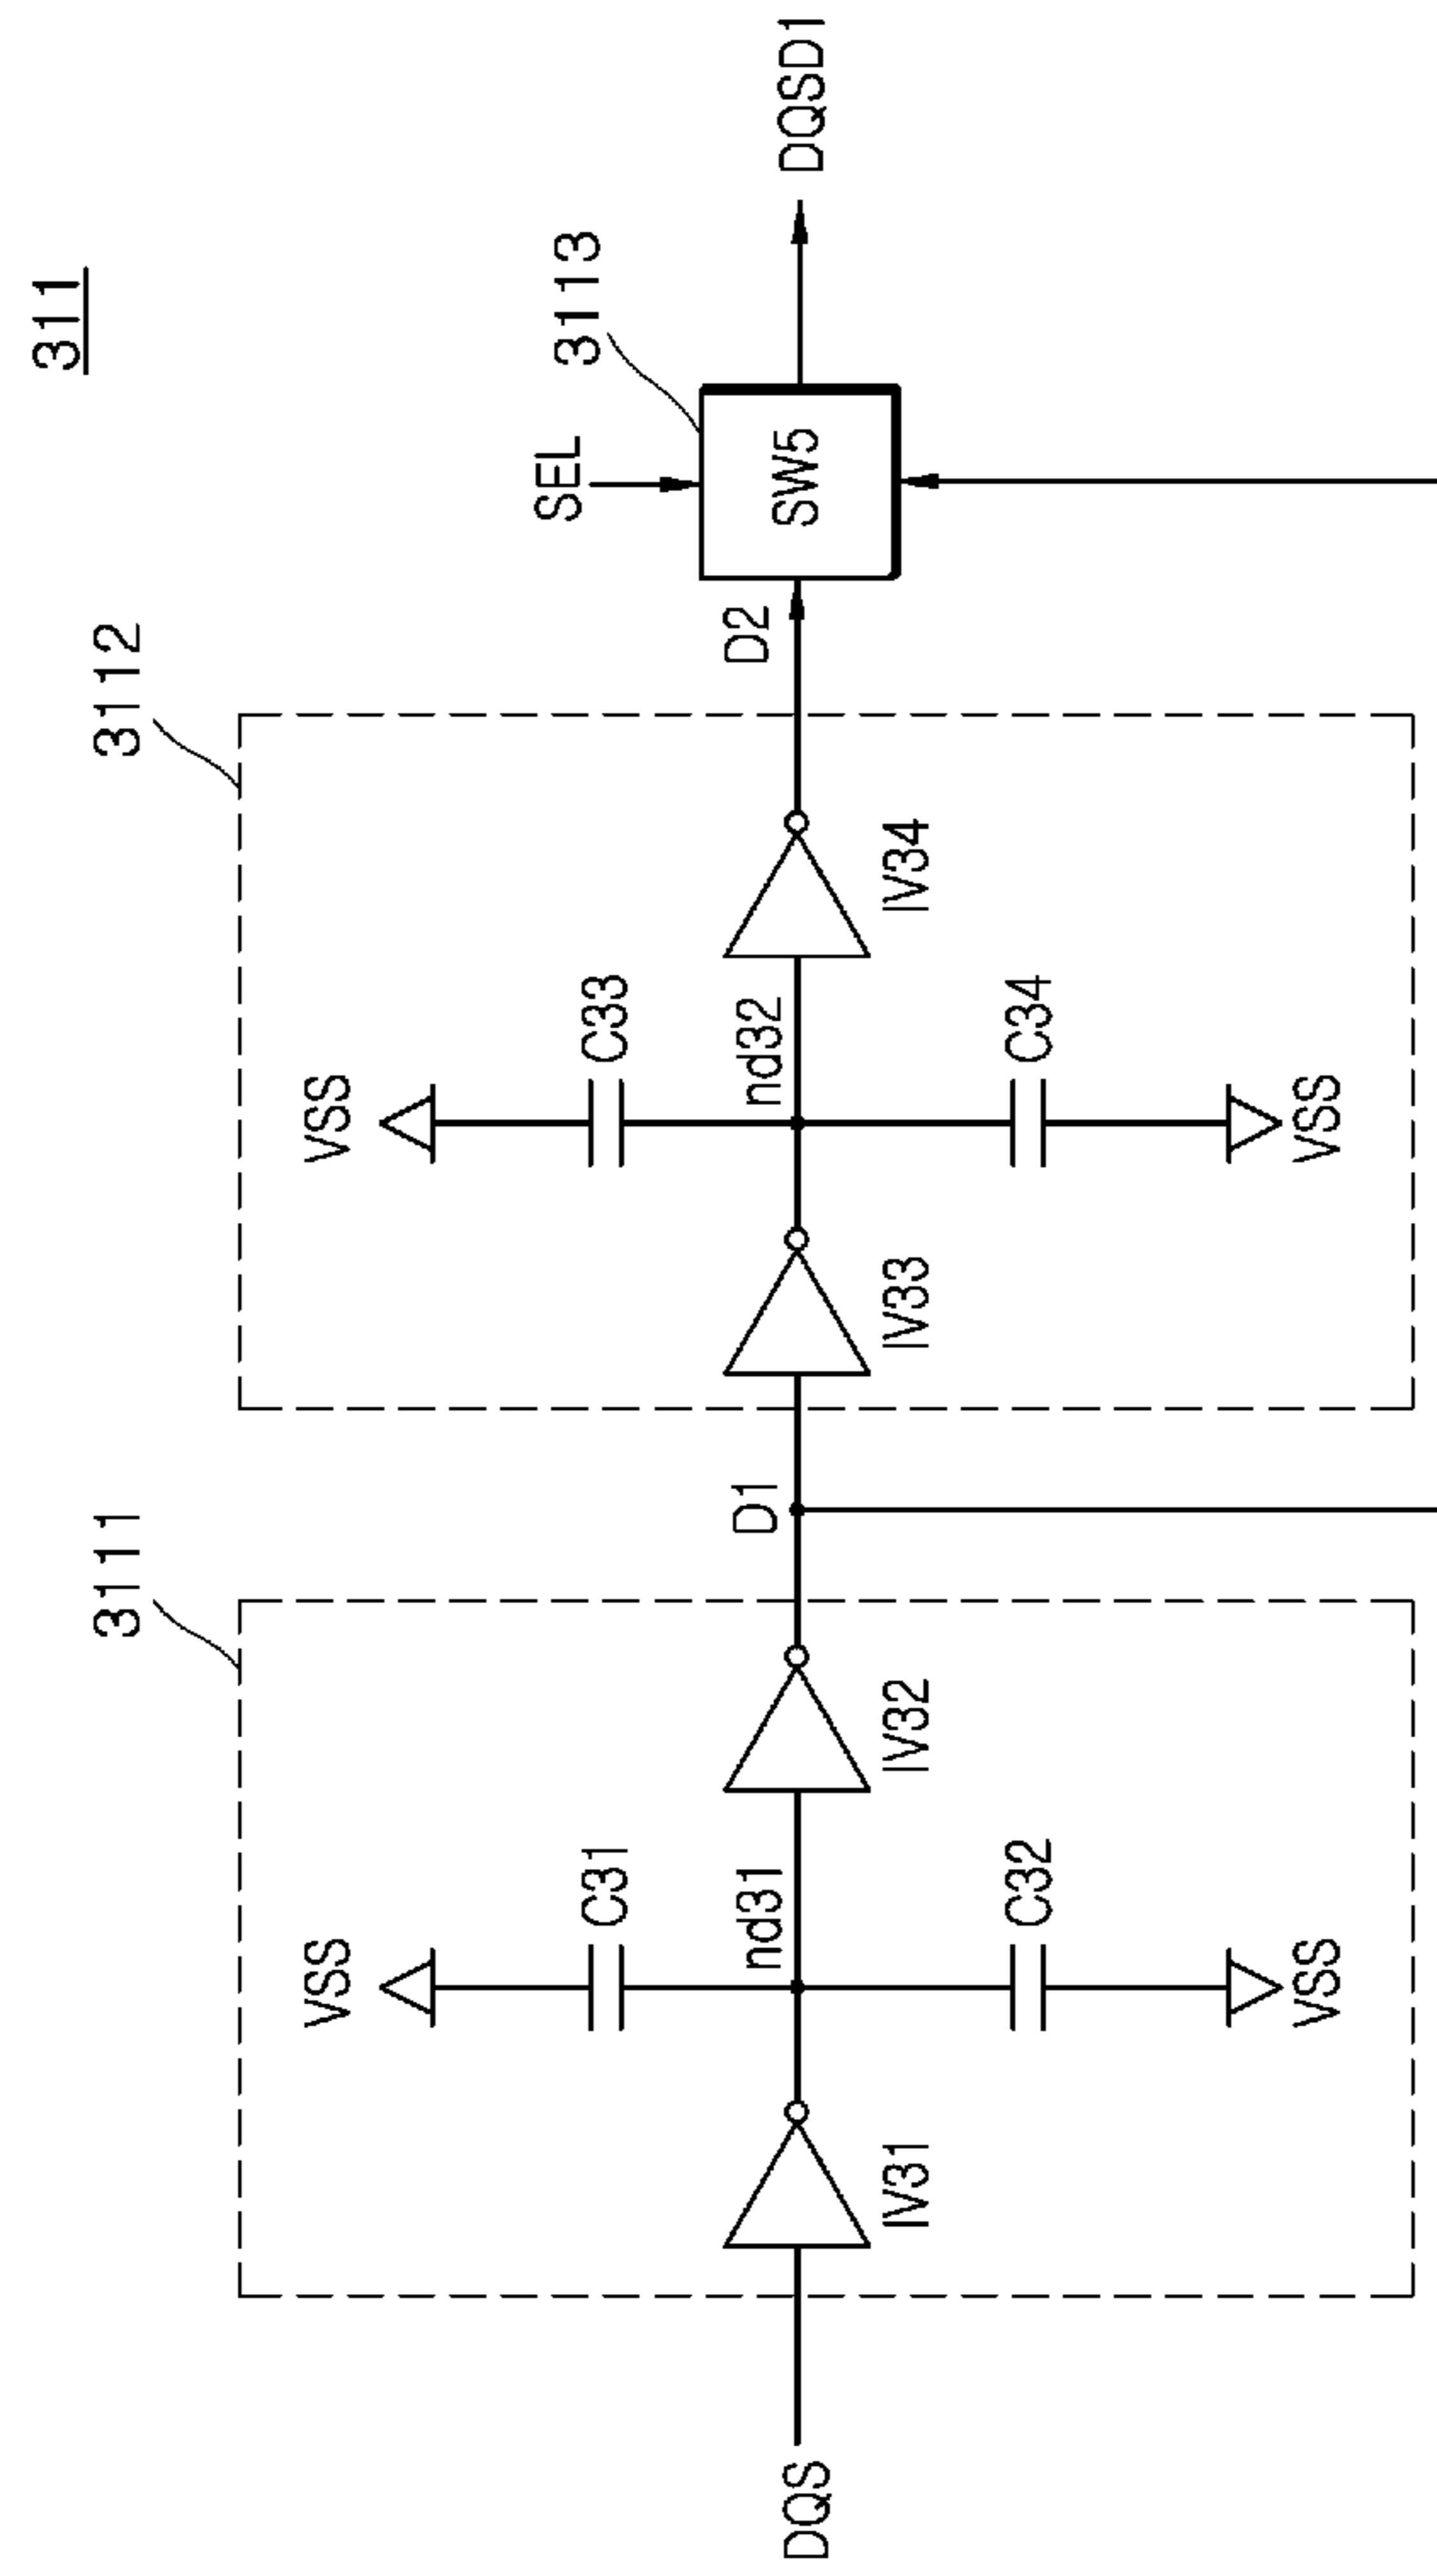 311
3111
3112
3113
VSS
VSS
SEL
C31
C33
DQS
nd31
D1
nd32
D2
SW5
DQSD1
IV31
IV32
IV33
IV34
C32
C34
VSS
VSS